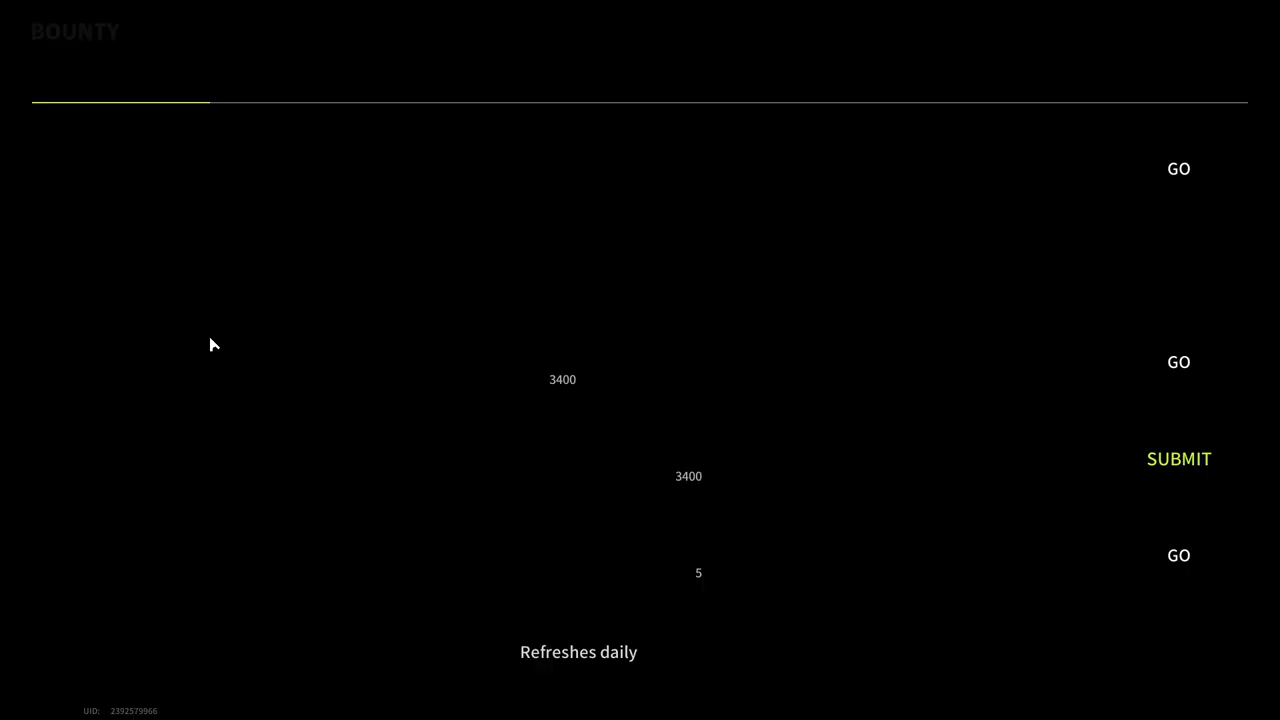 BOUNTY
GO
GO
3400
SUBMIT
3400
GO
5
Refreshes daily
UID: 2392579966